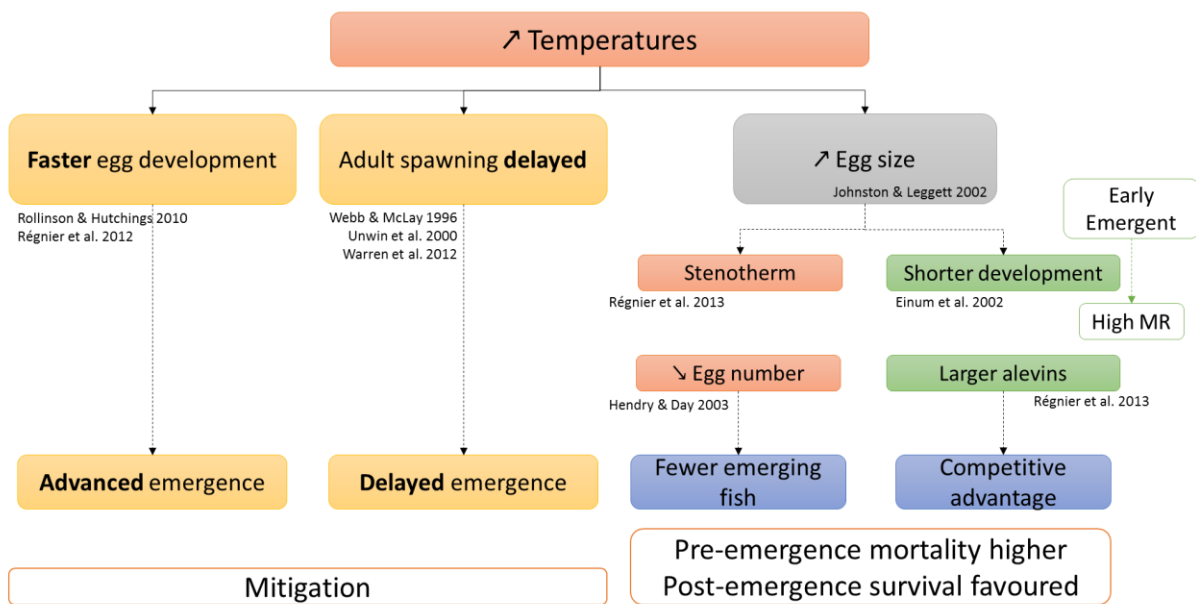 ↗ Temperatures
Faster egg development
Rollinson & Hutchings 2010
Régnier et al. 2012
Adult spawning delayed
Webb & McLay 1996
Unwin et al. 2000
Warren et al. 2012
↗ Egg size
Johnston & Leggett 2002
Early
Emergent
High MR
Stenotherm
Régnier et al. 2013
Shorter development
Einum et al. 2002
↘ Egg number
Hendry & Day 2003
Larger alevins
Régnier et al. 2013
Advanced emergence
Delayed emergence
Fewer emerging
fish
Competitive
advantage
Mitigation
Pre-emergence mortality higher
Post-emergence survival favoured